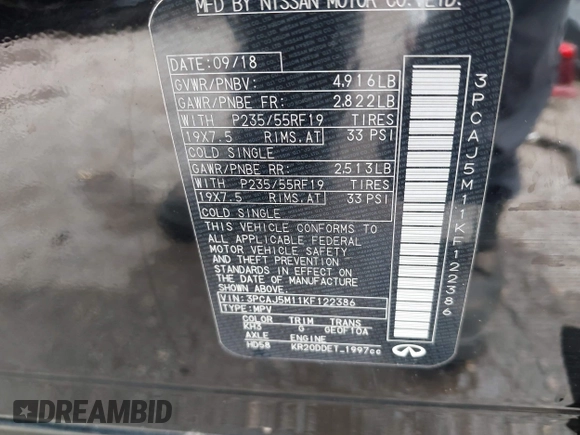 MFD BY NISSAN MOTOR CO.,LTD.
DATE:09/18
GVWR/PNBV: 4,916LB
GAWR/PNBE FR: 2,822LB
WITH P235/55RF19 TIRES
19X7.5 RIMS.AT 33 PSI
COLD SINGLE
GAWR/PNBE RR: 2,513LB
WITH P235/55RF19 TIRES
19X7.5 RIMS.AT 33 PSI
COLD SINGLE
THIS VEHICLE CONFORMS TO
ALL APPLICABLE FEDERAL
MOTOR VEHICLE SAFETY
AND THEFT PREVENTION
STANDARDS IN EFFECT ON
THE DATE OF MANUFACTURE
SHOWN ABOVE.
VIN: 3PCAJ5M11KF122386
TYPE: MPV
COLOR TRIM TRANS
KH3 G 0E0F10A
AXLE ENGINE
HD58 KR20DDET 1997cc
3PCAJ5M11KF122386
INFINITI
DREAMBID